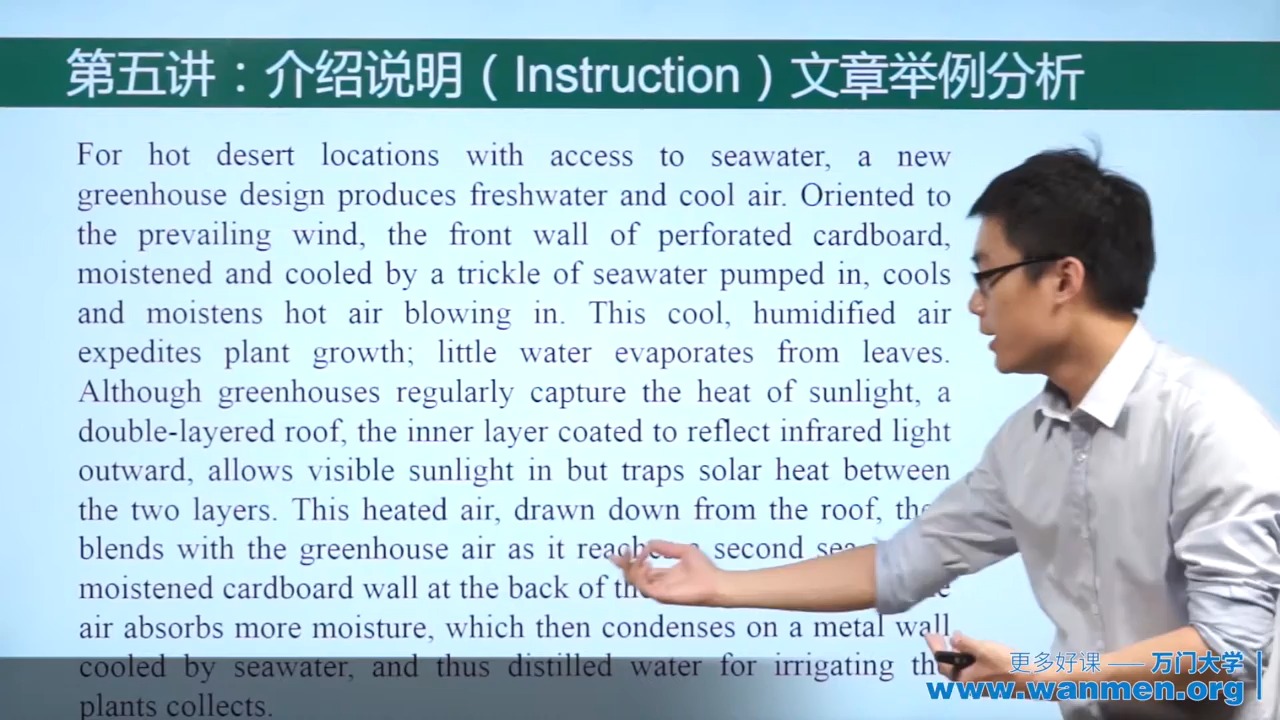 第五讲：介绍说明（Instruction）文章举例分析
For hot desert locations with access to seawater, a new
greenhouse design produces freshwater and cool air. Oriented to
the prevailing wind, the front wall of perforated cardboard,
moistened and cooled by a trickle of seawater pumped in, cools
and moistens hot air blowing in. This cool, humidified air
expedites plant growth; little water evaporates from leaves.
Although greenhouses regularly capture the heat of sunlight, a
double-layered roof, the inner layer coated to reflect infrared light
outward, allows visible sunlight in but traps solar heat between
the two layers. This heated air, drawn down from the roof,
blends with the greenhouse air as it second
moistened cardboard wall at the back of
air absorbs more moisture, which then condenses on a metal wall
cooled by seawater, and thus distilled water for irrigating
plants collects.
更多好课 —— 万门大学
www.wanmen.org